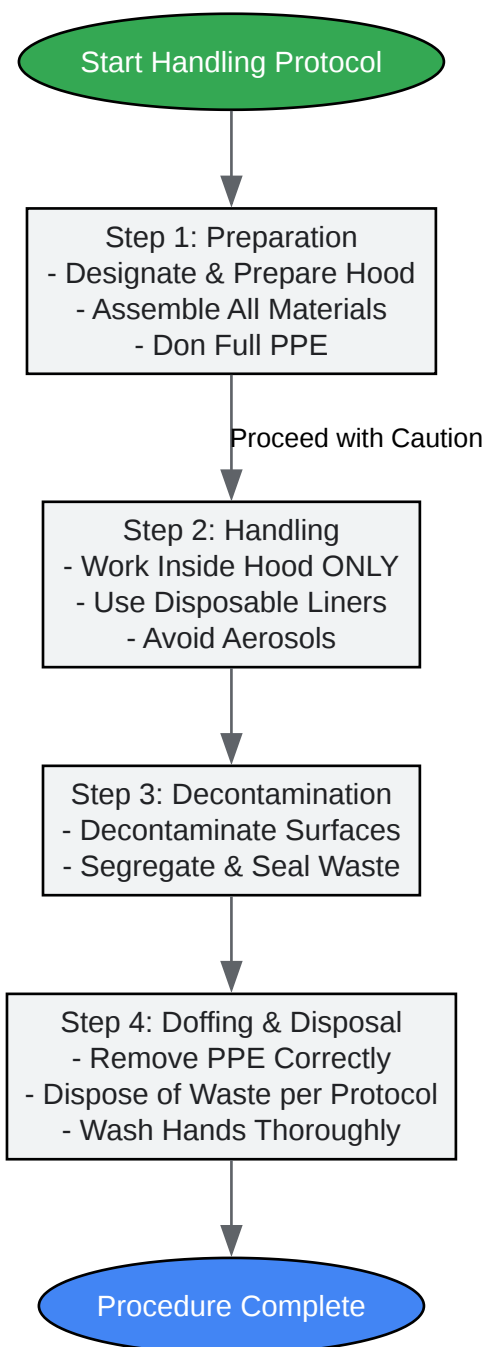 Start Handling Protocol
Step 1: Preparation
- Designate & Prepare Hood
- Assemble All Materials
- Don Full PPE
Proceed with Caution
Step 2: Handling
- Work Inside Hood ONLY
- Use Disposable Liners
- Avoid Aerosols
Step 3: Decontamination
- Decontaminate Surfaces
- Segregate & Seal Waste
Step 4: Doffing & Disposal
- Remove PPE Correctly
- Dispose of Waste per Protocol
- Wash Hands Thoroughly
Procedure Complete